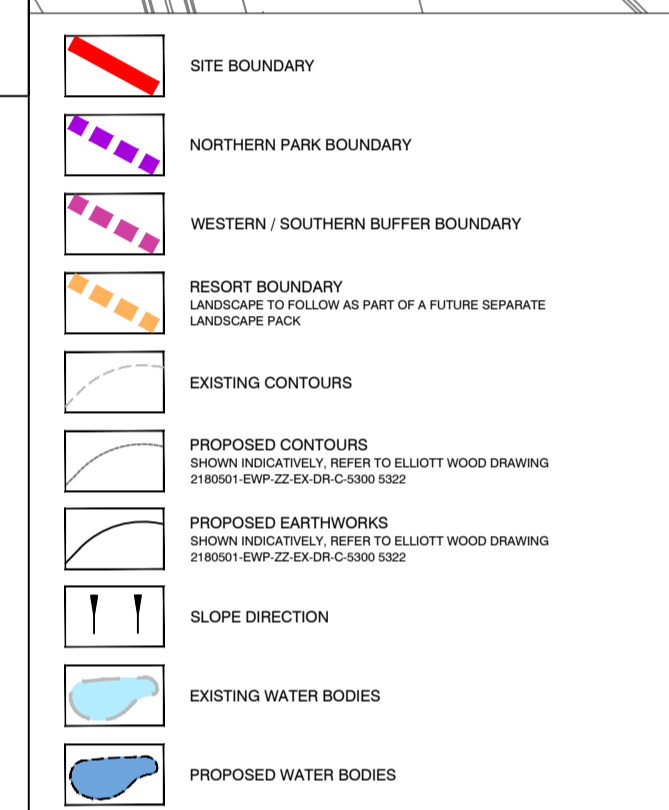 SITE BOUNDARY
NORTHERN PARK BOUNDARY
WESTERN / SOUTHERN BUFFER BOUNDARY
RESORT BOUNDARY
LANDSCAPE TO FOLLOW AS PART OF A FUTURE SEPARATE
LANDSCAPE PACK
EXISTING CONTOURS
PROPOSED CONTOURS
SHOWN INDICATIVELY, REFER TO ELLIOTT WOOD DRAWING
2180501-EWP-ZZ-EX-DR-C-5300 5322
PROPOSED EARTHWORKS
SHOWN INDICATIVELY, REFER TO ELLIOTT WOOD DRAWING
2180501-EWP-ZZ-EX-DR-C-5300 5322
SLOPE DIRECTION
EXISTING WATER BODIES
PROPOSED WATER BODIES